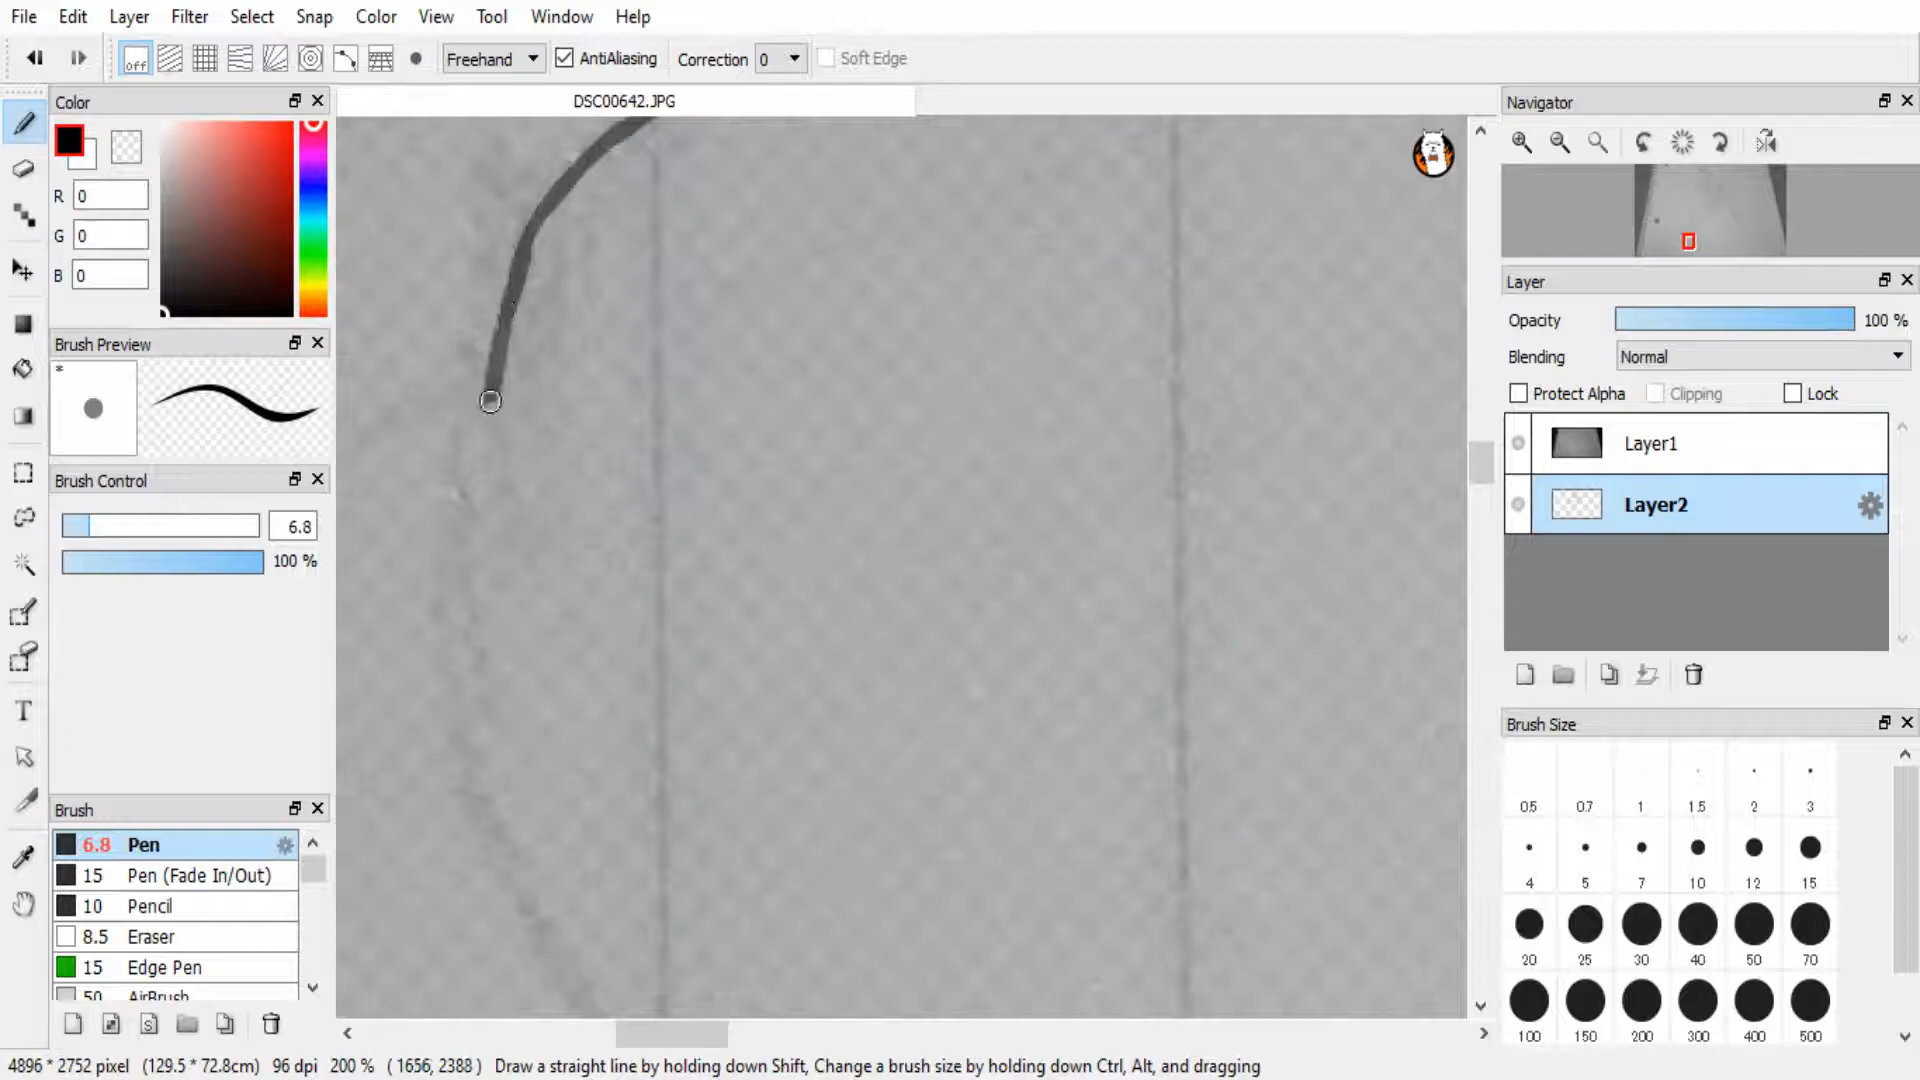 File Edit Layer Filter Select Snap Color View Tool Window Help
off Freehand AntiAliasing Correction 0 Soft Edge
Color
R 0
G 0
B 0
Brush Preview
*
Brush Control
6.8
100 %
Brush
6.8 Pen
15 Pen (Fade In/Out)
10 Pencil
8.5 Eraser
15 Edge Pen
50 AirBrush
DSC00642.JPG
Navigator
Layer
Opacity 100 %
Blending Normal
Protect Alpha Clipping Lock
Layer1
Layer2
Brush Size
0.5 0.7 1 1.5 2 3
4 5 7 10 12 15
20 25 30 40 50 70
100 150 200 300 400 500
4896 * 2752 pixel (129.5 * 72.8cm) 96 dpi 200 % ( 1656, 2388 ) Draw a straight line by holding down Shift, Change a brush size by holding down Ctrl, Alt, and dragging